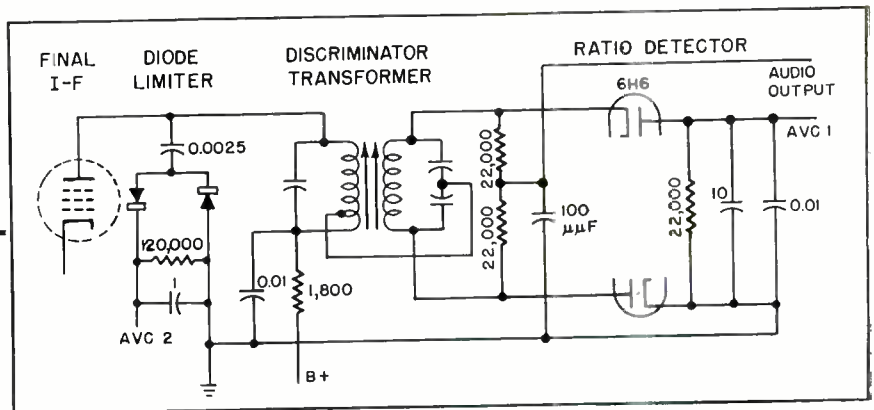 FINAL
I-F
DIODE
LIMITER
DISCRIMINATOR
TRANSFORMER
RATIO DETECTOR
6H6
AUDIO
OUTPUT
AVC 1
0.0025
22,000
22,000
100
μμF
22,000
10
0.01
120,000
1
0.01
1,800
AVC 2
B+